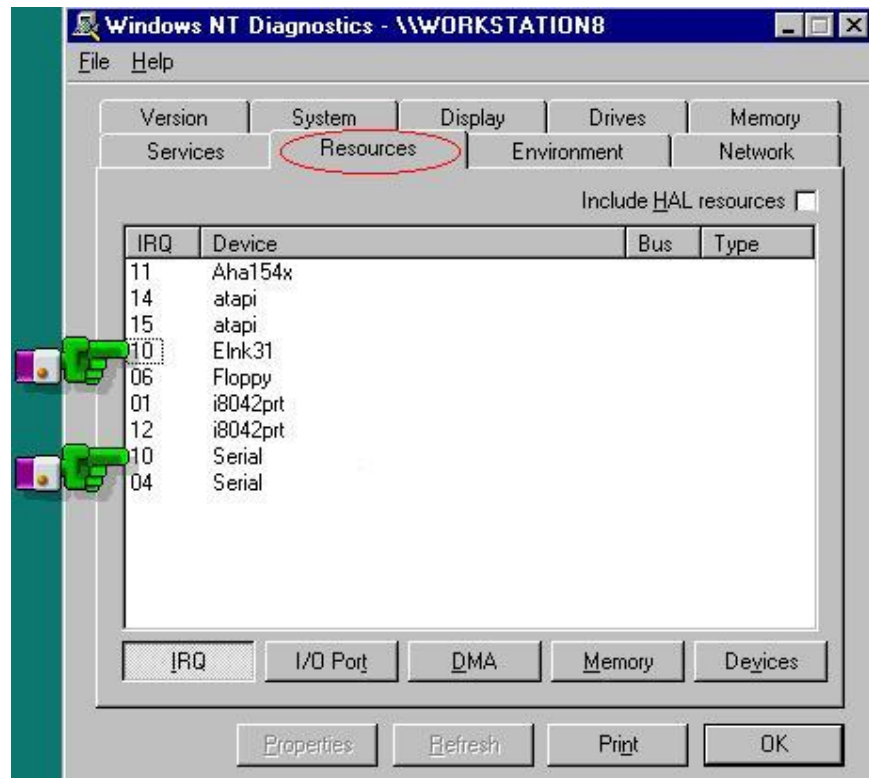 Windows NT Diagnostics - \\WORKSTATION8
File Help
Version System Display Drives Memory
Services Resources Environment Network
Include HAL resources
IRQ Device Bus Type
11 Aha154x
14 atapi
15 atapi
10 Elnk31
06 Floppy
01 i8042prt
12 i8042prt
10 Serial
04 Serial
IRQ I/O Port DMA Memory Devices
Properties Refresh Print OK